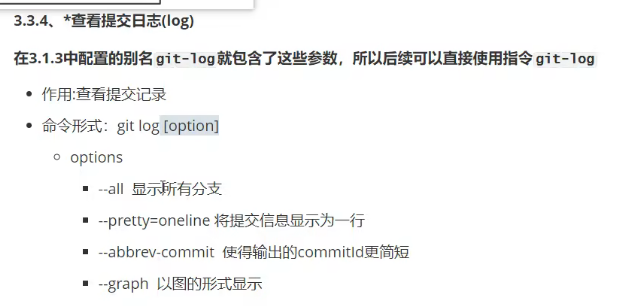 3.3.4、*查看提交日志(log)
在3.1.3中配置的别名git-log就包含了这些参数，所以后续可以直接使用指令git-log
作用:查看提交记录
命令形式：git log [option]
options
--all 显示所有分支
--pretty=oneline 将提交信息显示为一行
--abbrev-commit 使得输出的commitId更简短
--graph 以图的形式显示